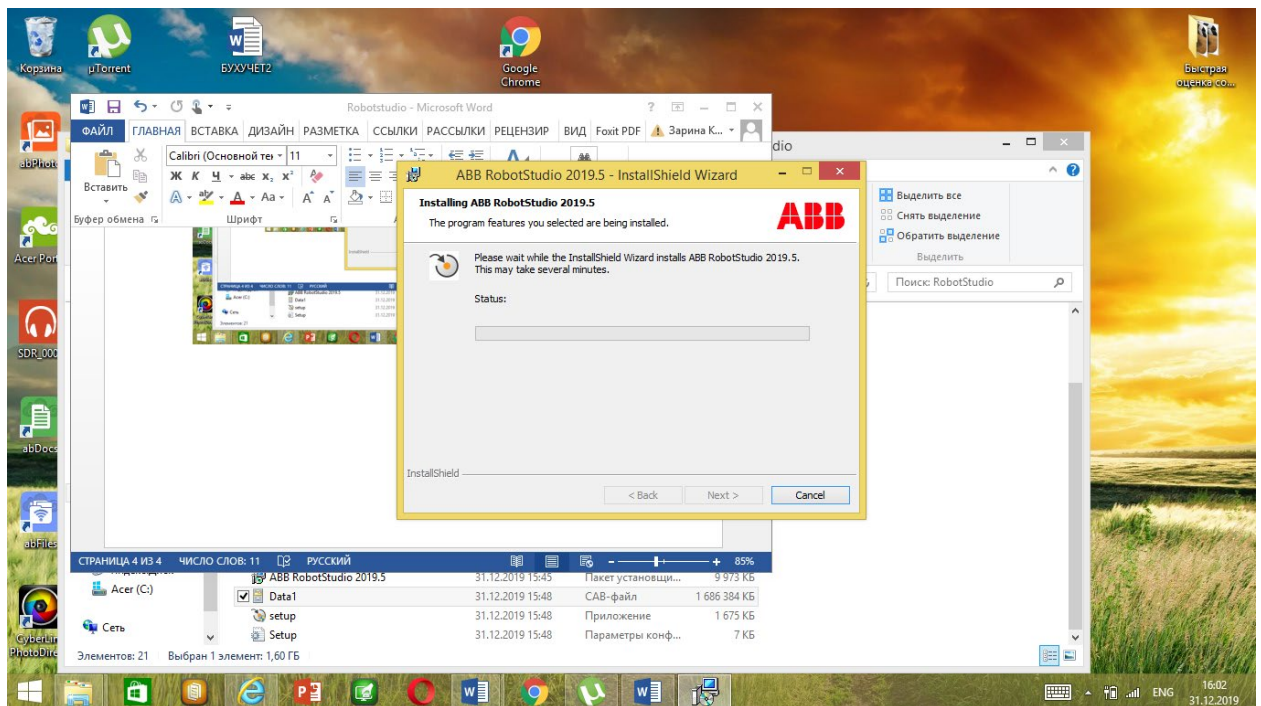 Корзина
µTorrent
БУХУЧЕТ2
Google
Chrome
Быстрая
оценка со...
Robotstudio - Microsoft Word
ФАЙЛ ГЛАВНАЯ ВСТАВКА ДИЗАЙН РАЗМЕТКА ССЫЛКИ РАССЫЛКИ РЕЦЕНЗИР ВИД Foxit PDF Зарина К...
dio
abPhoto
Calibri (Основной тек 11
Вставить
Ж К Ч abc x₂ x²
А aby А Aa А А
Буфер обмена Шрифт
Acer Port
SDR_000
abDocs
abFiles
CyberLin
PhotoDire
ABB RobotStudio 2019.5 - InstallShield Wizard
Installing ABB RobotStudio 2019.5
The program features you selected are being installed.
ABB
Please wait while the InstallShield Wizard installs ABB RobotStudio 2019.5.
This may take several minutes.
Status:
InstallShield
< Back Next > Cancel
Выделить все
Снять выделение
Обратить выделение
Выделить
Поиск: RobotStudio
СТРАНИЦА 4 ИЗ 4 ЧИСЛО СЛОВ: 11 РУССКИЙ 85%
ABB RobotStudio 2019.5 31.12.2019 15:45 Пакет установщи... 9 973 КБ
Acer (C:)
Data1 31.12.2019 15:48 CAB-файл 1 686 384 КБ
setup 31.12.2019 15:48 Приложение 1 675 КБ
Сеть
Setup 31.12.2019 15:48 Параметры конф... 7 КБ
Элементов: 21 Выбран 1 элемент: 1,60 ГБ
ENG
16:02
31.12.2019